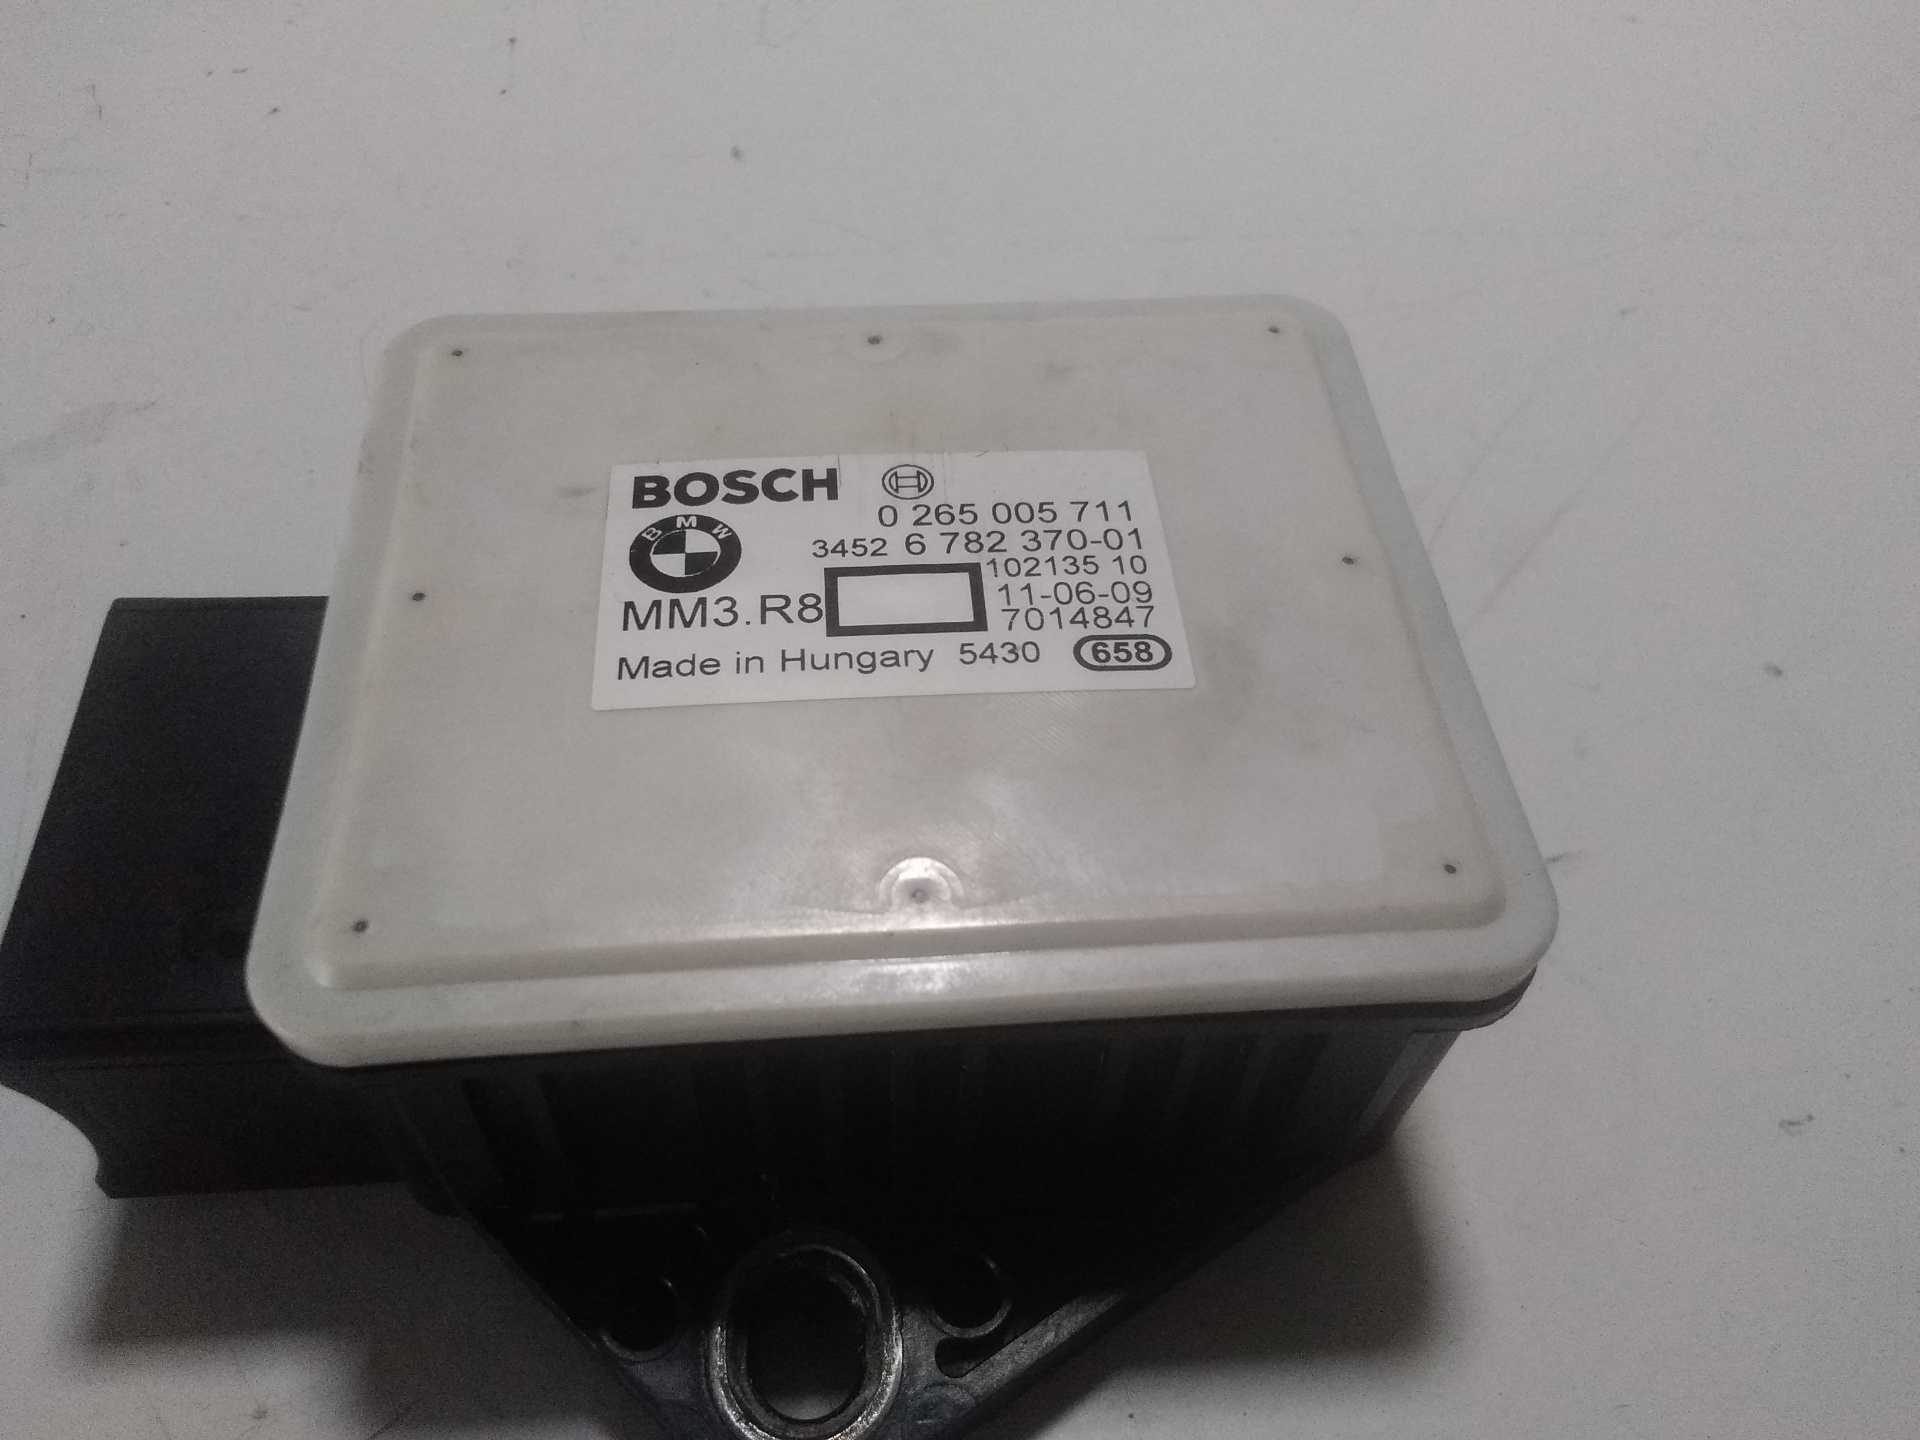 BOSCH
0 265 005 711
BMW
3452 6 782 370-01
102135 10
11-06-09
MM3.R8
7014847
Made in Hungary 5430 658